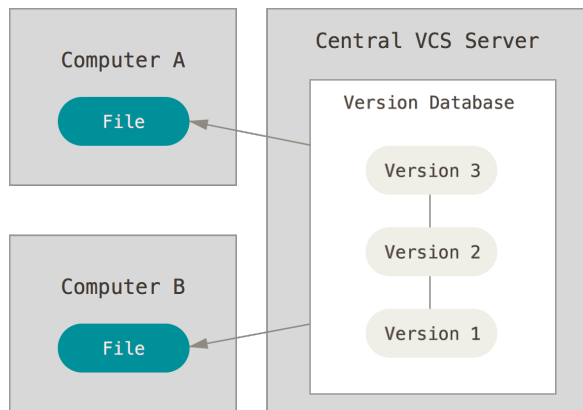 Computer A
File
Computer B
File
Central VCS Server
Version Database
Version 3
Version 2
Version 1